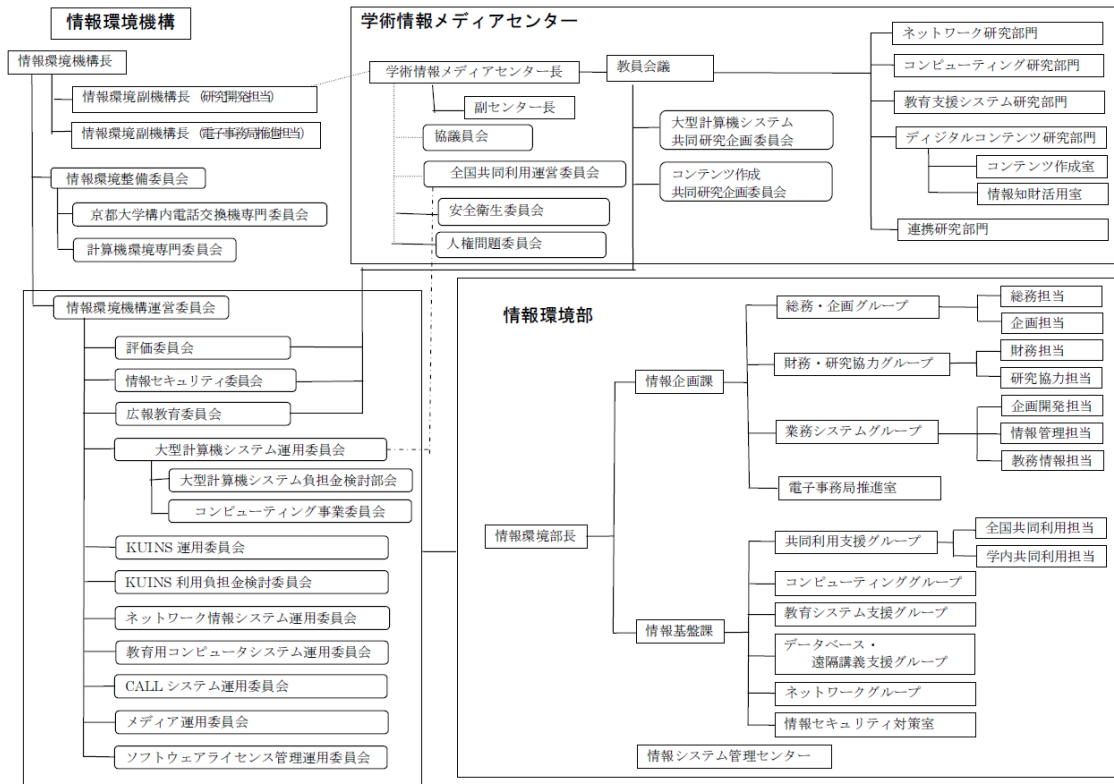 情報環境機構
情報環境機構長
情報環境副機構長 (研究開発担当)
情報環境副機構長 (電子事務局推進担当)
情報環境整備委員会
京都大学構内電話交換機専門委員会
計算機環境専門委員会
情報環境機構運営委員会
評価委員会
情報セキュリティ委員会
広報教育委員会
大型計算機システム運用委員会
大型計算機システム負担金検討部会
コンピューティング事業委員会
KUINS 運用委員会
KUINS 利用負担金検討委員会
ネットワーク情報システム運用委員会
教育用コンピュータシステム運用委員会
CALL システム運用委員会
メディア運用委員会
ソフトウェアライセンス管理運用委員会
学術情報メディアセンター
学術情報メディアセンター長
副センター長
協議員会
全国共同利用運営委員会
安全衛生委員会
人権問題委員会
教員会議
大型計算機システム
共同研究企画委員会
コンテンツ作成
共同研究企画委員会
ネットワーク研究部門
コンピューティング研究部門
教育支援システム研究部門
ディジタルコンテンツ研究部門
コンテンツ作成室
情報知財活用室
連携研究部門
情報環境部
情報環境部長
情報企画課
総務・企画グループ
総務担当
企画担当
財務・研究協力グループ
財務担当
研究協力担当
業務システムグループ
企画開発担当
情報管理担当
教務情報担当
電子事務局推進室
情報基盤課
共同利用支援グループ
全国共同利用担当
学内共同利用担当
コンピューティンググループ
教育システム支援グループ
データベース・
遠隔講義支援グループ
ネットワークグループ
情報セキュリティ対策室
情報システム管理センター